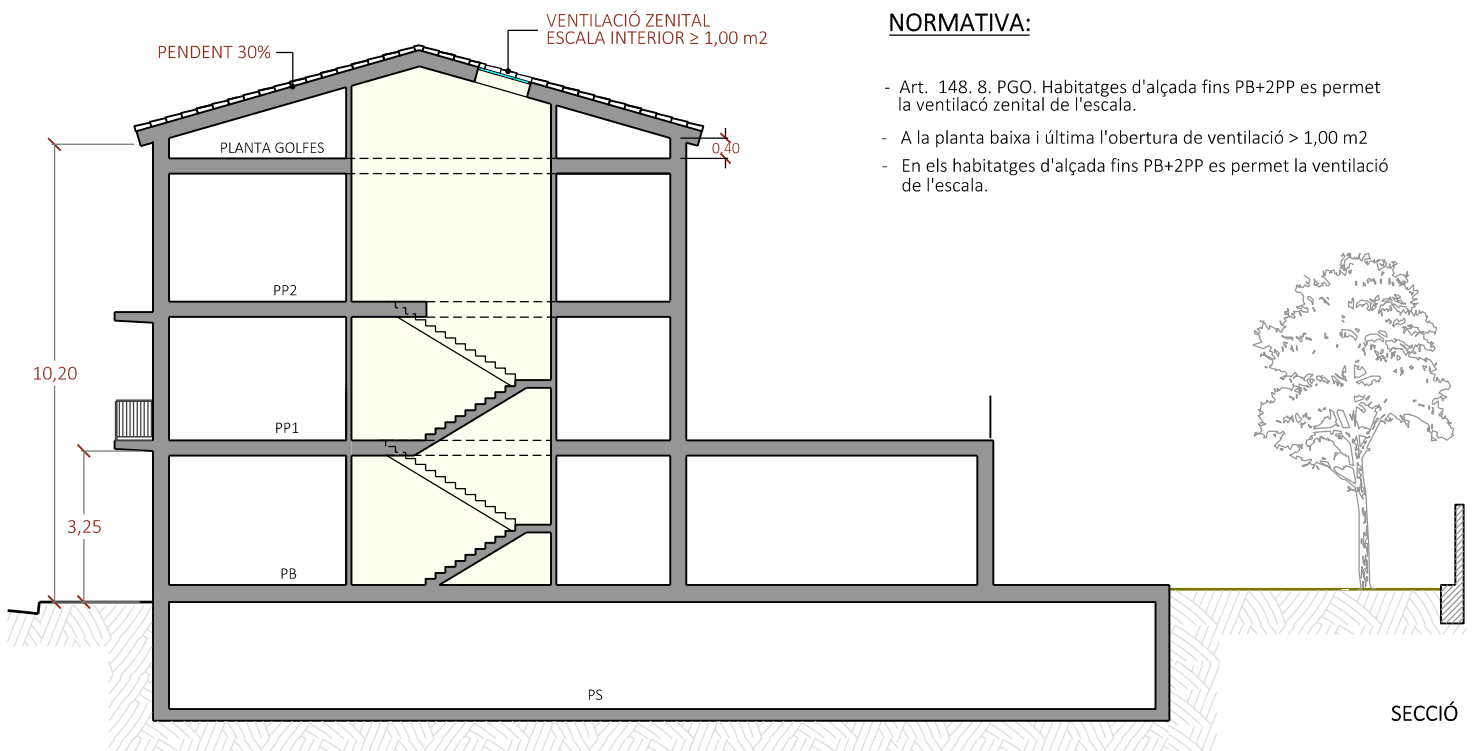 VENTILACIÓ ZENITAL
ESCALA INTERIOR ≥ 1,00 m2
PENDENT 30%
NORMATIVA:
- Art. 148. 8. PGO. Habitatges d'alçada fins PB+2PP es permet
la ventilacó zenital de l'escala.
- A la planta baixa i última l'obertura de ventilació > 1,00 m2
- En els habitatges d'alçada fins PB+2PP es permet la ventilació
de l'escala.
PLANTA GOLFES
0,40
PP2
10,20
PP1
3,25
PB
PS
SECCIÓ